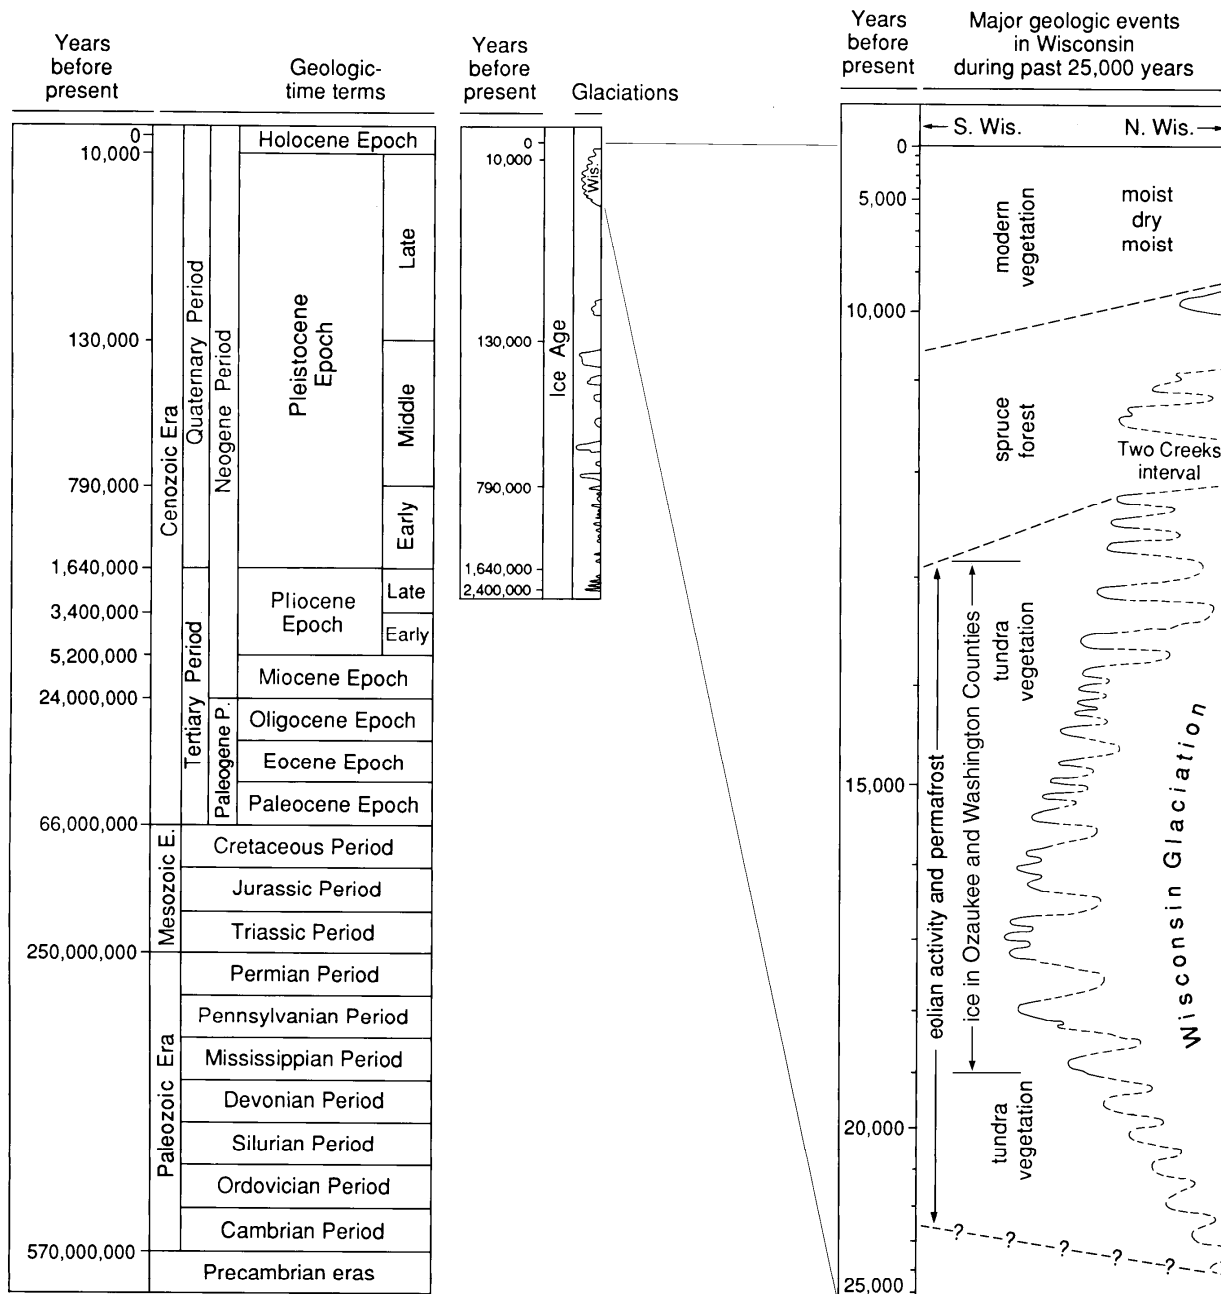 Years
before
present
Geologic-
time terms
0
10,000
130,000
790,000
1,640,000
3,400,000
5,200,000
24,000,000
66,000,000
250,000,000
570,000,000
Cenozoic Era
Mesozoic E.
Paleozoic Era
Quaternary Period
Tertiary Period
Neogene Period
Paleogene P.
Holocene Epoch
Pleistocene
Epoch
Late
Middle
Early
Pliocene
Epoch
Late
Early
Miocene Epoch
Oligocene Epoch
Eocene Epoch
Paleocene Epoch
Cretaceous Period
Jurassic Period
Triassic Period
Permian Period
Pennsylvanian Period
Mississippian Period
Devonian Period
Silurian Period
Ordovician Period
Cambrian Period
Precambrian eras
Years
before
present
Glaciations
0
10,000
130,000
790,000
1,640,000
2,400,000
Ice Age
Wis.
Years
before
present
Major geologic events
in Wisconsin
during past 25,000 years
S. Wis.
N. Wis.
0
5,000
10,000
15,000
20,000
25,000
modern
vegetation
moist
dry
moist
spruce
forest
Two Creeks
interval
eolian activity and permafrost
ice in Ozaukee and Washington Counties
tundra
vegetation
tundra
vegetation
Wisconsin Glaciation
? ? ? ? ?